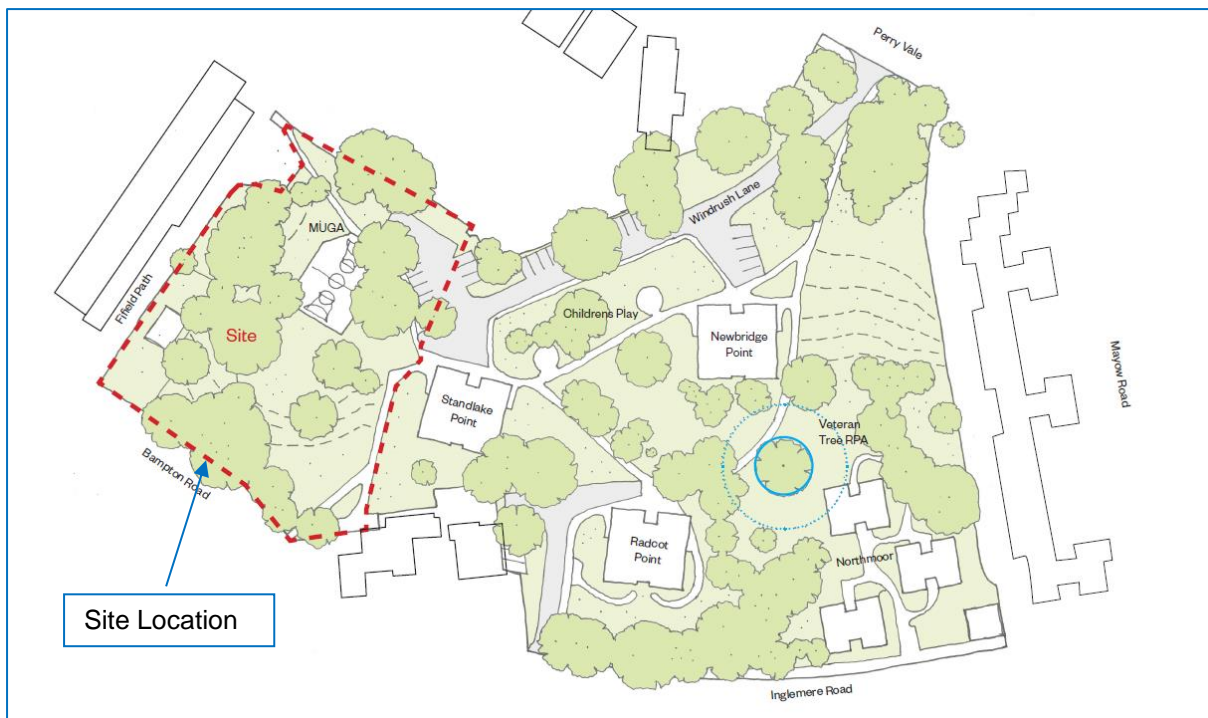 Perry Vale
Windrush Lane
MUGA
Fifield Path
Site
Childrens Play
Newbridge
Point
Mayow Road
Standlake
Point
Veteran
Tree RPA
Bampton Road
Radcot
Point
Northmoor
Site Location
Inglemere Road